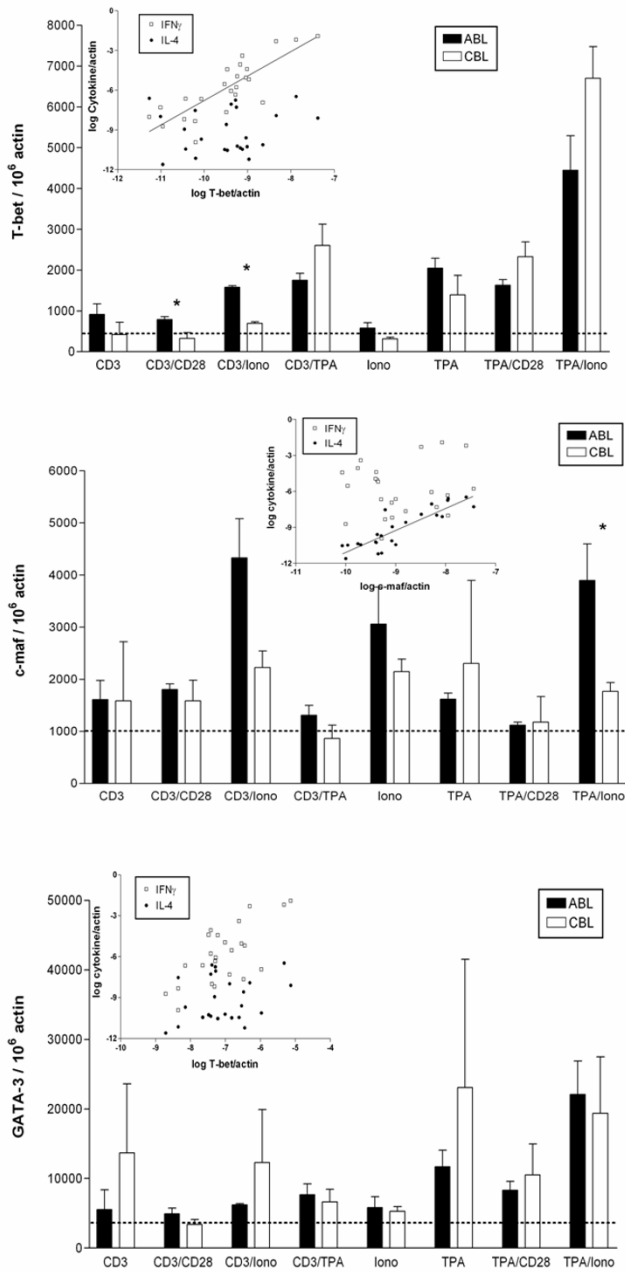 T-bet / 10⁶ actin
8000
7000
6000
5000
4000
3000
2000
1000
0
log Cytokine/actin
0
-3
-6
-9
-12
-12 -11 -10 -9 -8 -7
log T-bet/actin
IFNγ
IL-4
ABL
CBL
*
*
CD3 CD3/CD28 CD3/Iono CD3/TPA Iono TPA TPA/CD28 TPA/Iono
c-maf / 10⁶ actin
6000
5000
4000
3000
2000
1000
0
log cytokine/actin
0
-3
-6
-9
-12
-11 -10 -9 -8 -7
log c-maf/actin
IFNγ
IL-4
ABL
CBL
*
CD3 CD3/CD28 CD3/Iono CD3/TPA Iono TPA TPA/CD28 TPA/Iono
GATA-3 / 10⁶ actin
50000
40000
30000
20000
10000
0
log cytokine/actin
0
-3
-6
-9
-12
-10 -9 -8 -7 -6 -5 -4
log T-bet/actin
IFNγ
IL-4
ABL
CBL
CD3 CD3/CD28 CD3/Iono CD3/TPA Iono TPA TPA/CD28 TPA/Iono